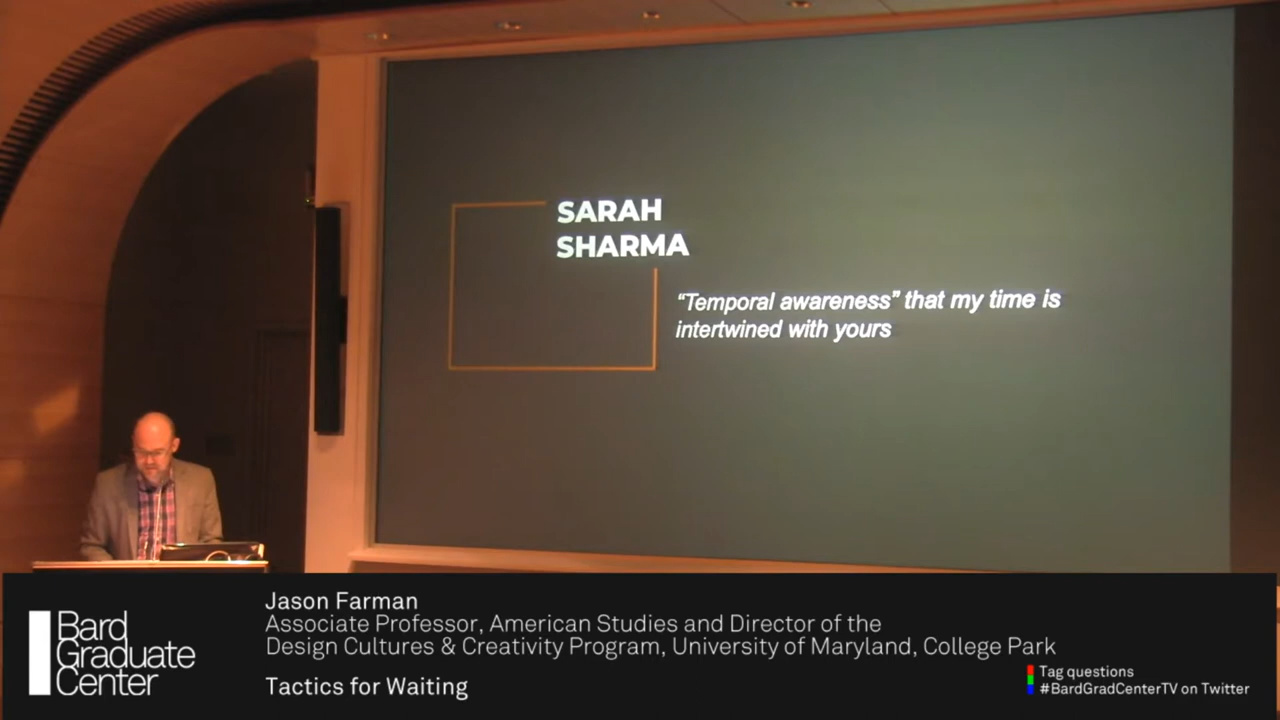 SARAH
SHARMA
“Temporal awareness” that my time is
intertwined with yours
Bard
Graduate
Center
Jason Farman
Associate Professor, American Studies and Director of the
Design Cultures & Creativity Program, University of Maryland, College Park
Tactics for Waiting
Tag questions
#BardGradCenterTV on Twitter